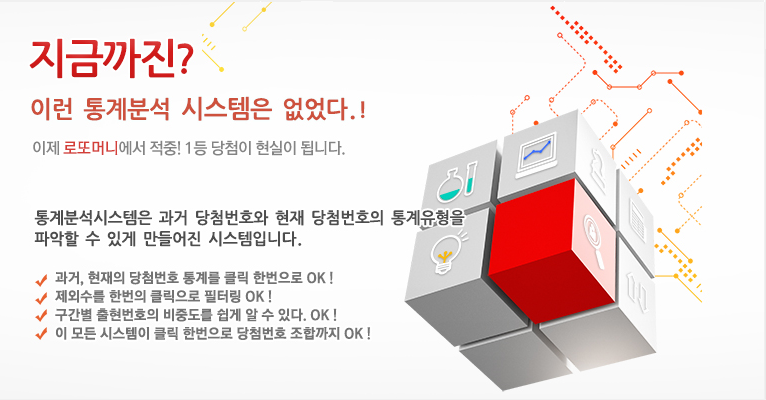 지금까진?
이런 통계분석 시스템은 없었다.!
이제 로또머니에서 적중! 1등 당첨이 현실이 됩니다.
통계분석시스템은 과거 당첨번호와 현재 당첨번호의 통계유형을
파악할 수 있게 만들어진 시스템입니다.
과거, 현재의 당첨번호 통계를 클릭 한번으로 OK !
제외수를 한번의 클릭으로 필터링 OK !
구간별 출현번호의 비중도를 쉽게 알 수 있다. OK !
이 모든 시스템이 클릭 한번으로 당첨번호 조합까지 OK !